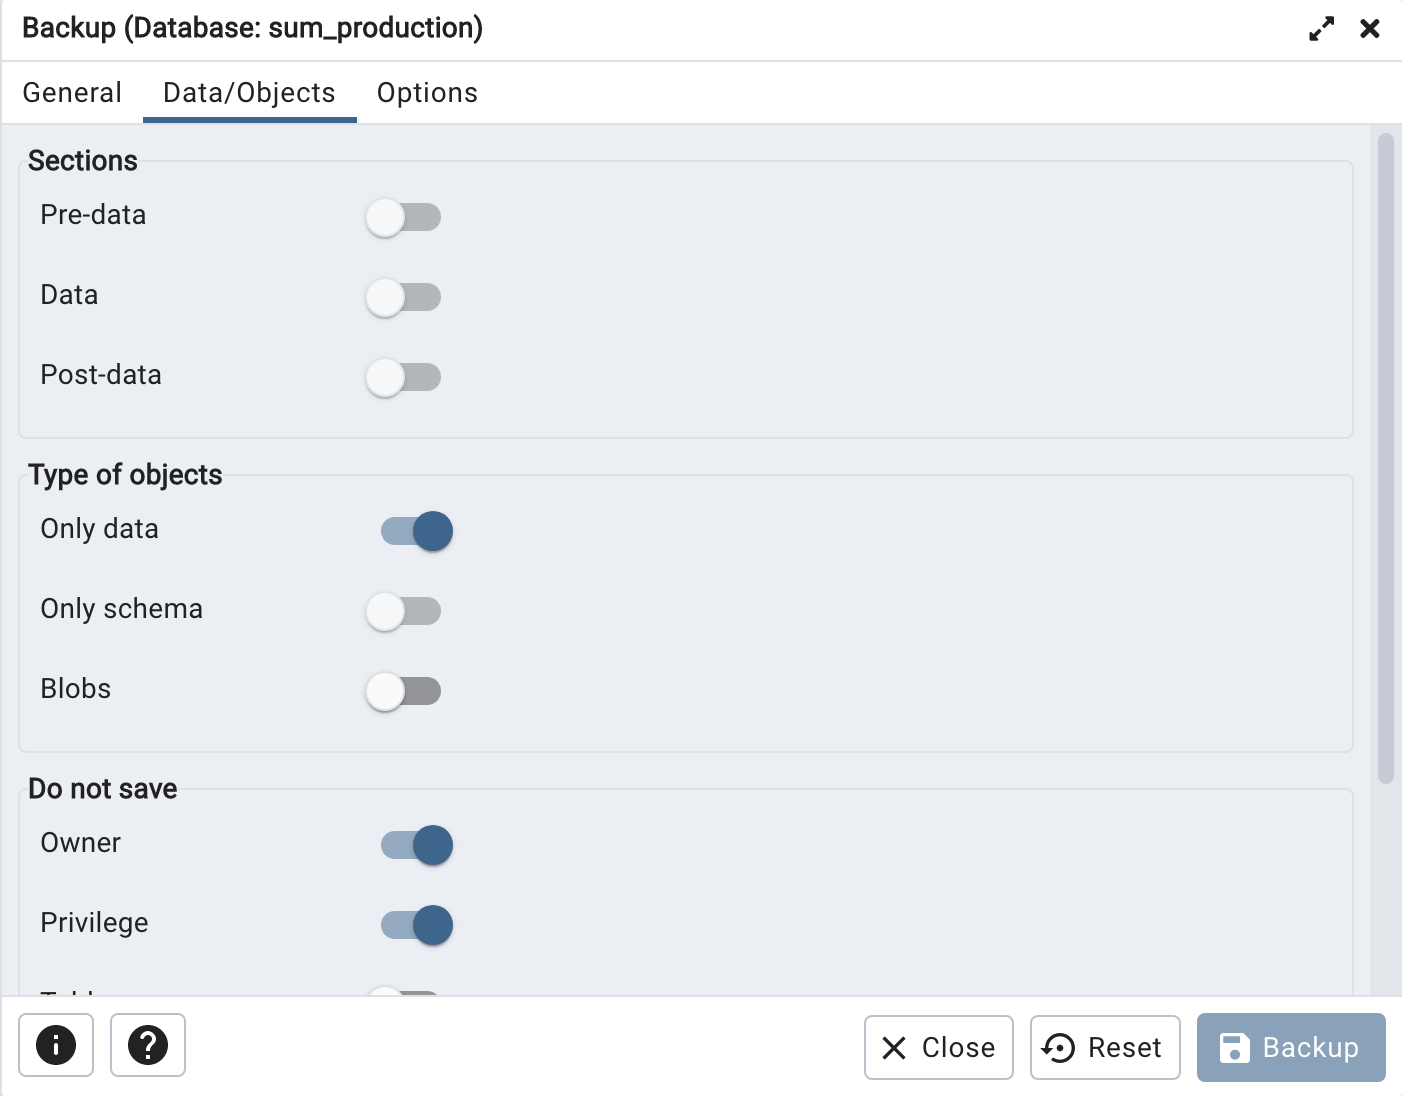 Backup (Database: sum_production)
General Data/Objects Options
Sections
Pre-data
Data
Post-data
Type of objects
Only data
Only schema
Blobs
Do not save
Owner
Privilege
Close Reset Backup